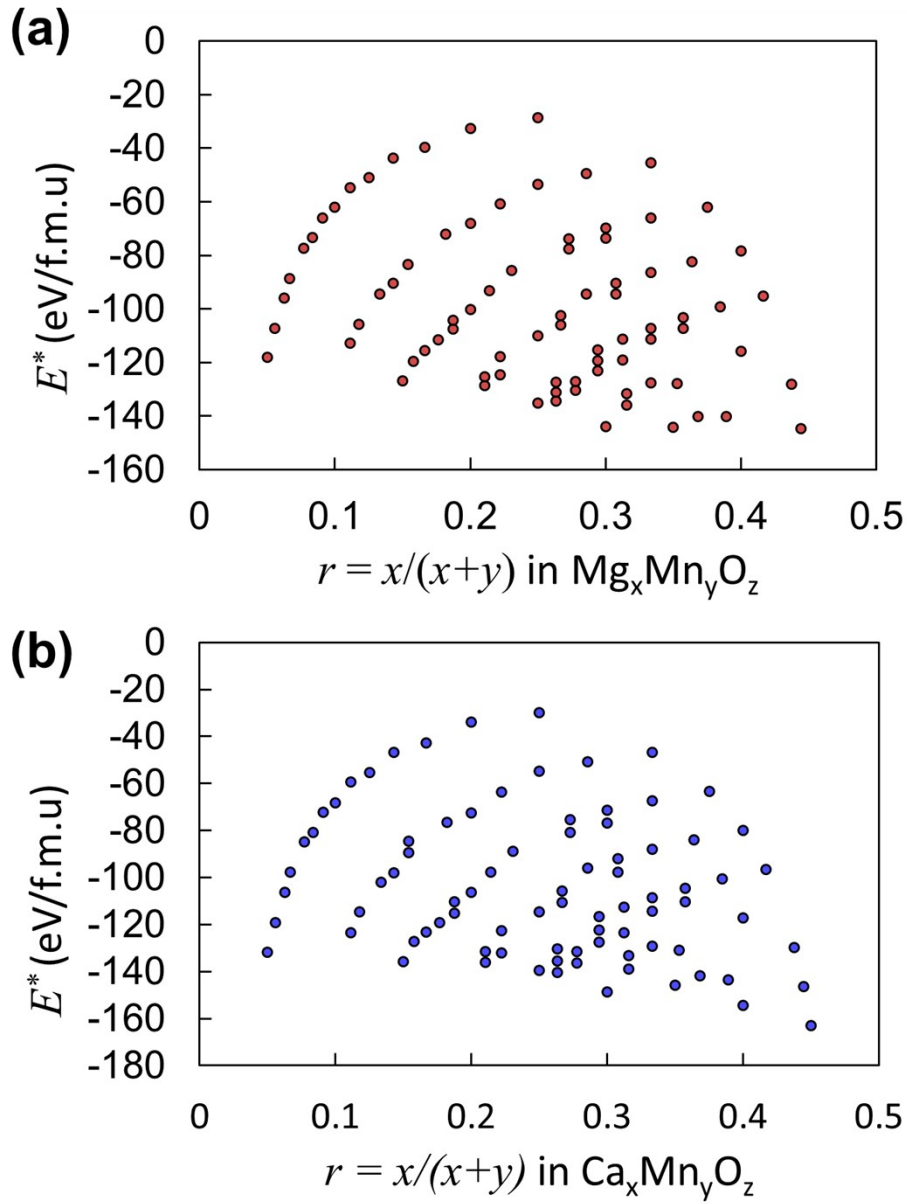 (a)
0
-20
-40
-60
-80
-100
-120
-140
-160
E* (eV/f.m.u)
0 0.1 0.2 0.3 0.4 0.5
r = x/(x+y) in MgxMnyOz
(b)
0
-20
-40
-60
-80
-100
-120
-140
-160
-180
E* (eV/f.m.u)
0 0.1 0.2 0.3 0.4 0.5
r = x/(x+y) in CaxMnyOz